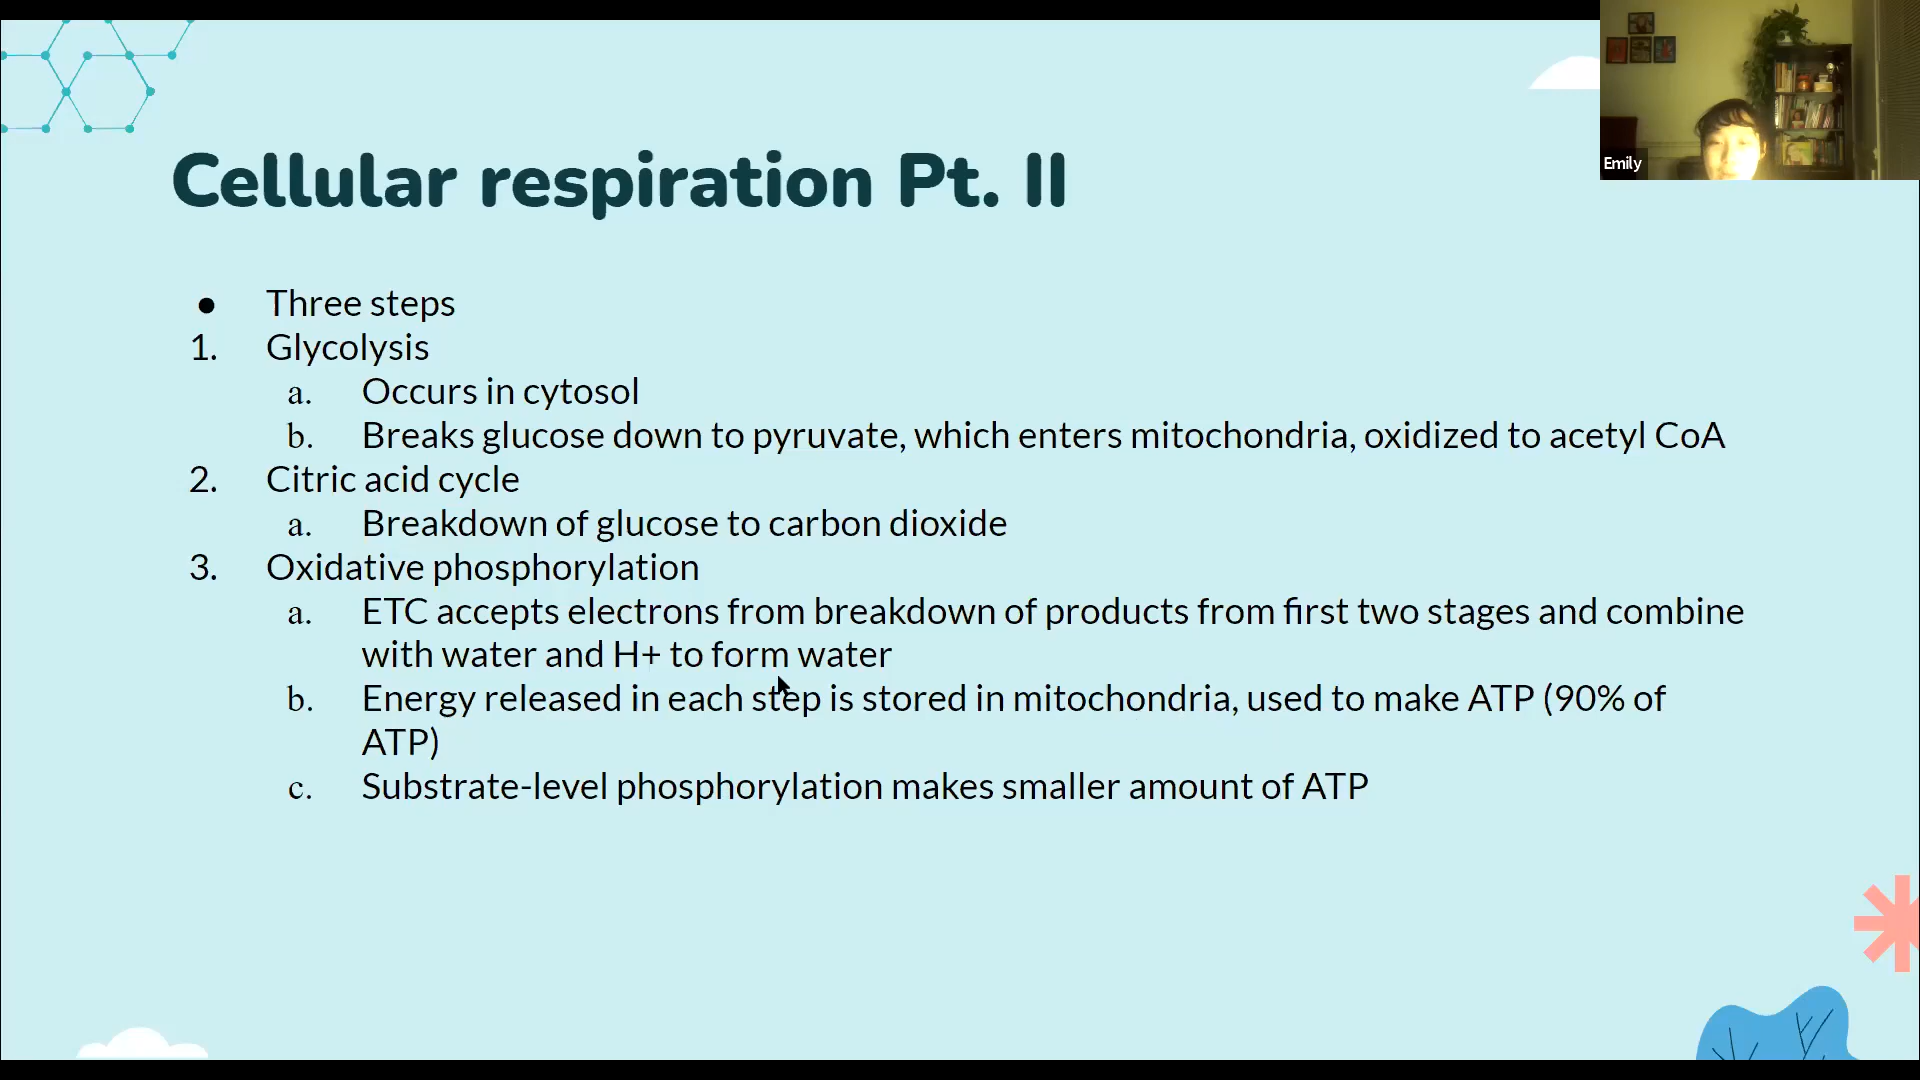 Emily
Cellular respiration Pt. II
● Three steps
1. Glycolysis
a. Occurs in cytosol
b. Breaks glucose down to pyruvate, which enters mitochondria, oxidized to acetyl CoA
2. Citric acid cycle
a. Breakdown of glucose to carbon dioxide
3. Oxidative phosphorylation
a. ETC accepts electrons from breakdown of products from first two stages and combine
with water and H+ to form water
b. Energy released in each step is stored in mitochondria, used to make ATP (90% of
ATP)
c. Substrate-level phosphorylation makes smaller amount of ATP